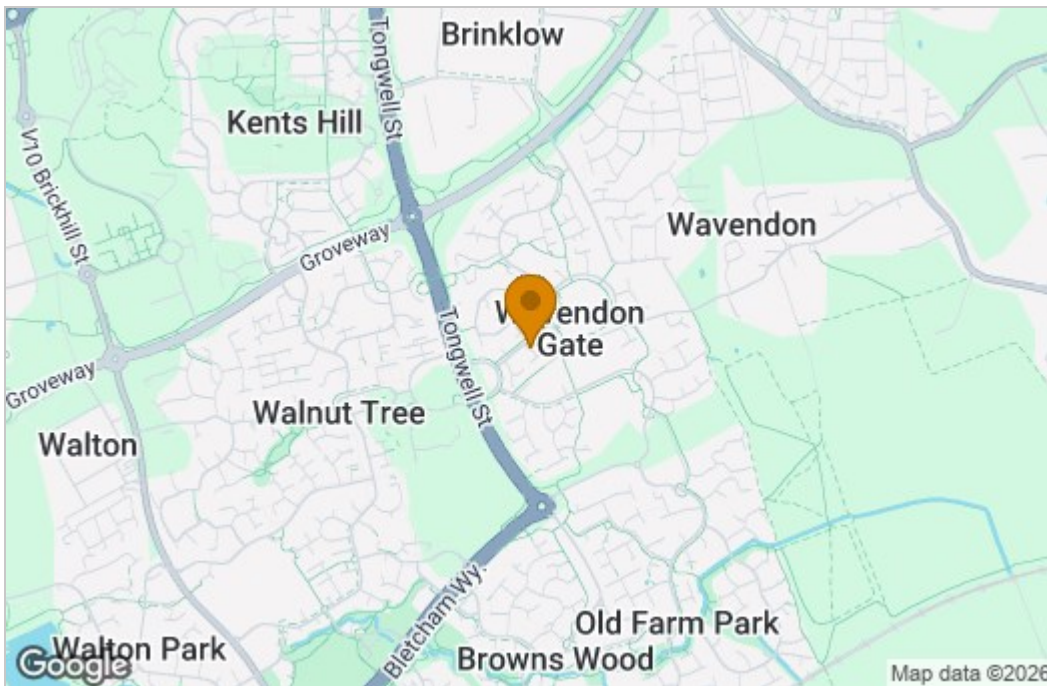 Brinklow
Tongwell St
Kents Hill
V10 Brickhill St
Wavendon
Groveway
Wavendon
Gate
Tongwell St
Groveway
Walnut Tree
Walton
Bletcham Wy
Old Farm Park
Walton Park
Browns Wood
Google
Map data ©2026